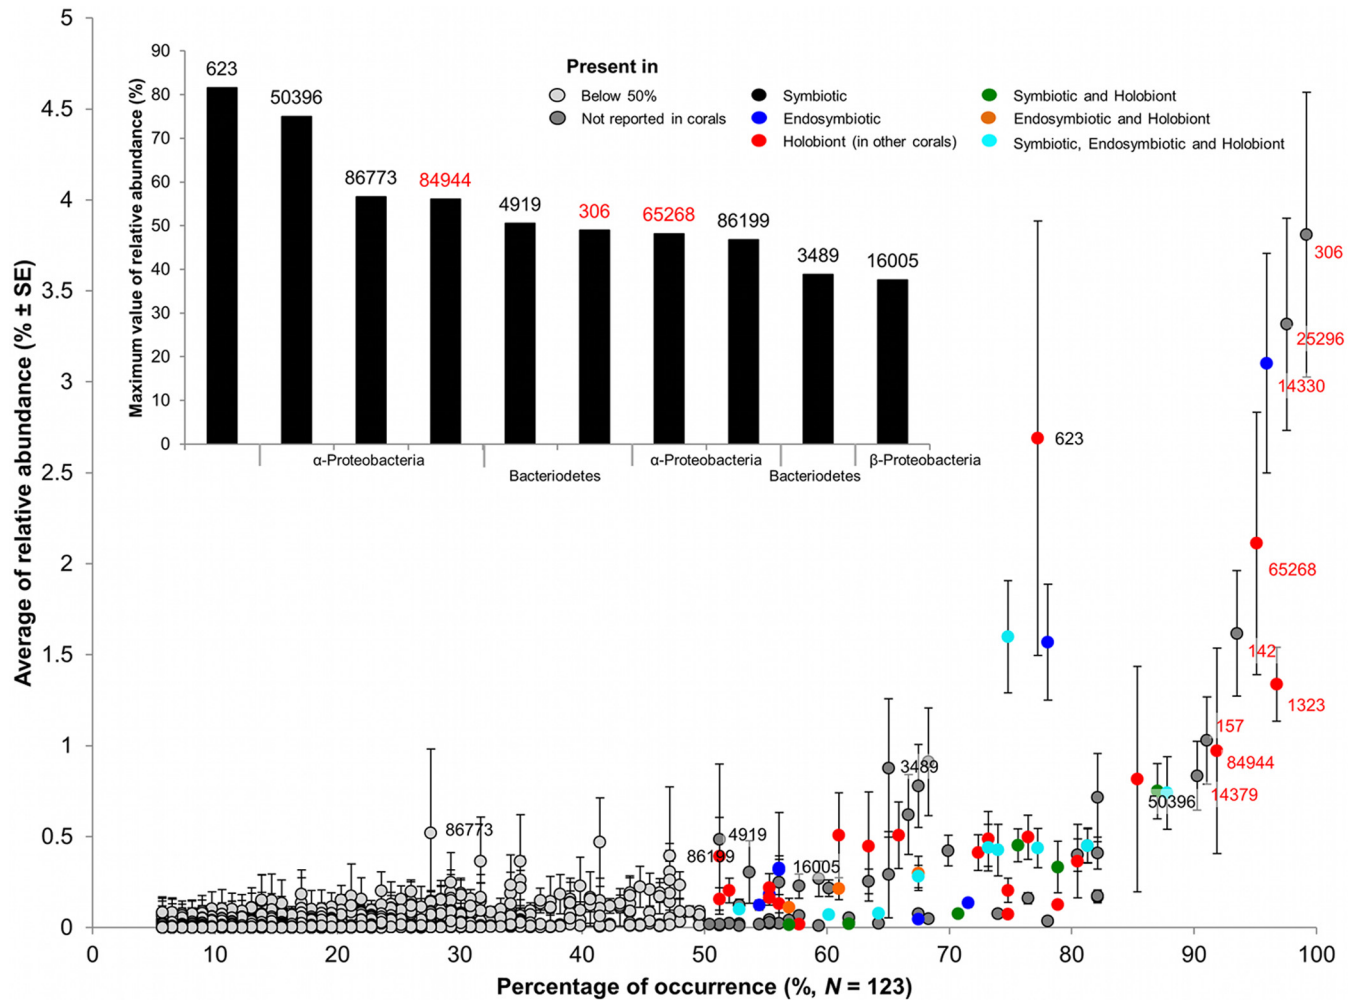 5
4.5
4
3.5
3
2.5
2
1.5
1
0.5
0
Average of relative abundance (% ± SE)
90
80
70
60
50
40
30
20
10
0
Maximum value of relative abundance (%)
623
50396
86773
84944
4919
306
65268
86199
3489
16005
α-Proteobacteria
Bacteriodetes
α-Proteobacteria
Bacteriodetes
β-Proteobacteria
Present in
Below 50%
Not reported in corals
Symbiotic
Endosymbiotic
Holobiont (in other corals)
Symbiotic and Holobiont
Endosymbiotic and Holobiont
Symbiotic, Endosymbiotic and Holobiont
306
25296
14330
623
65268
142
1323
157
84944
14379
50396
3489
86773
4919
86199
16005
0 10 20 30 40 50 60 70 80 90 100
Percentage of occurrence (%, N = 123)